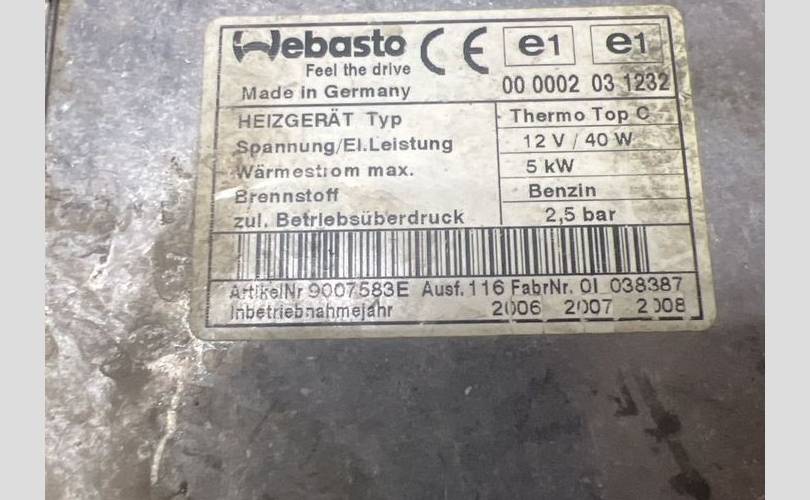 Webasto CE e1 e1
Feel the drive
Made in Germany 00 0002 03 1232
HEIZGERÄT Typ Thermo Top C
Spannung/El.Leistung 12 V / 40 W
Wärmestrom max. 5 kW
Brennstoff Benzin
zul. Betriebsüberdruck 2,5 bar
ArtikelNr 9007583E Ausf. 116 FabrNr. 01 038387
Inbetriebnahmejahr 2006 2007 2008